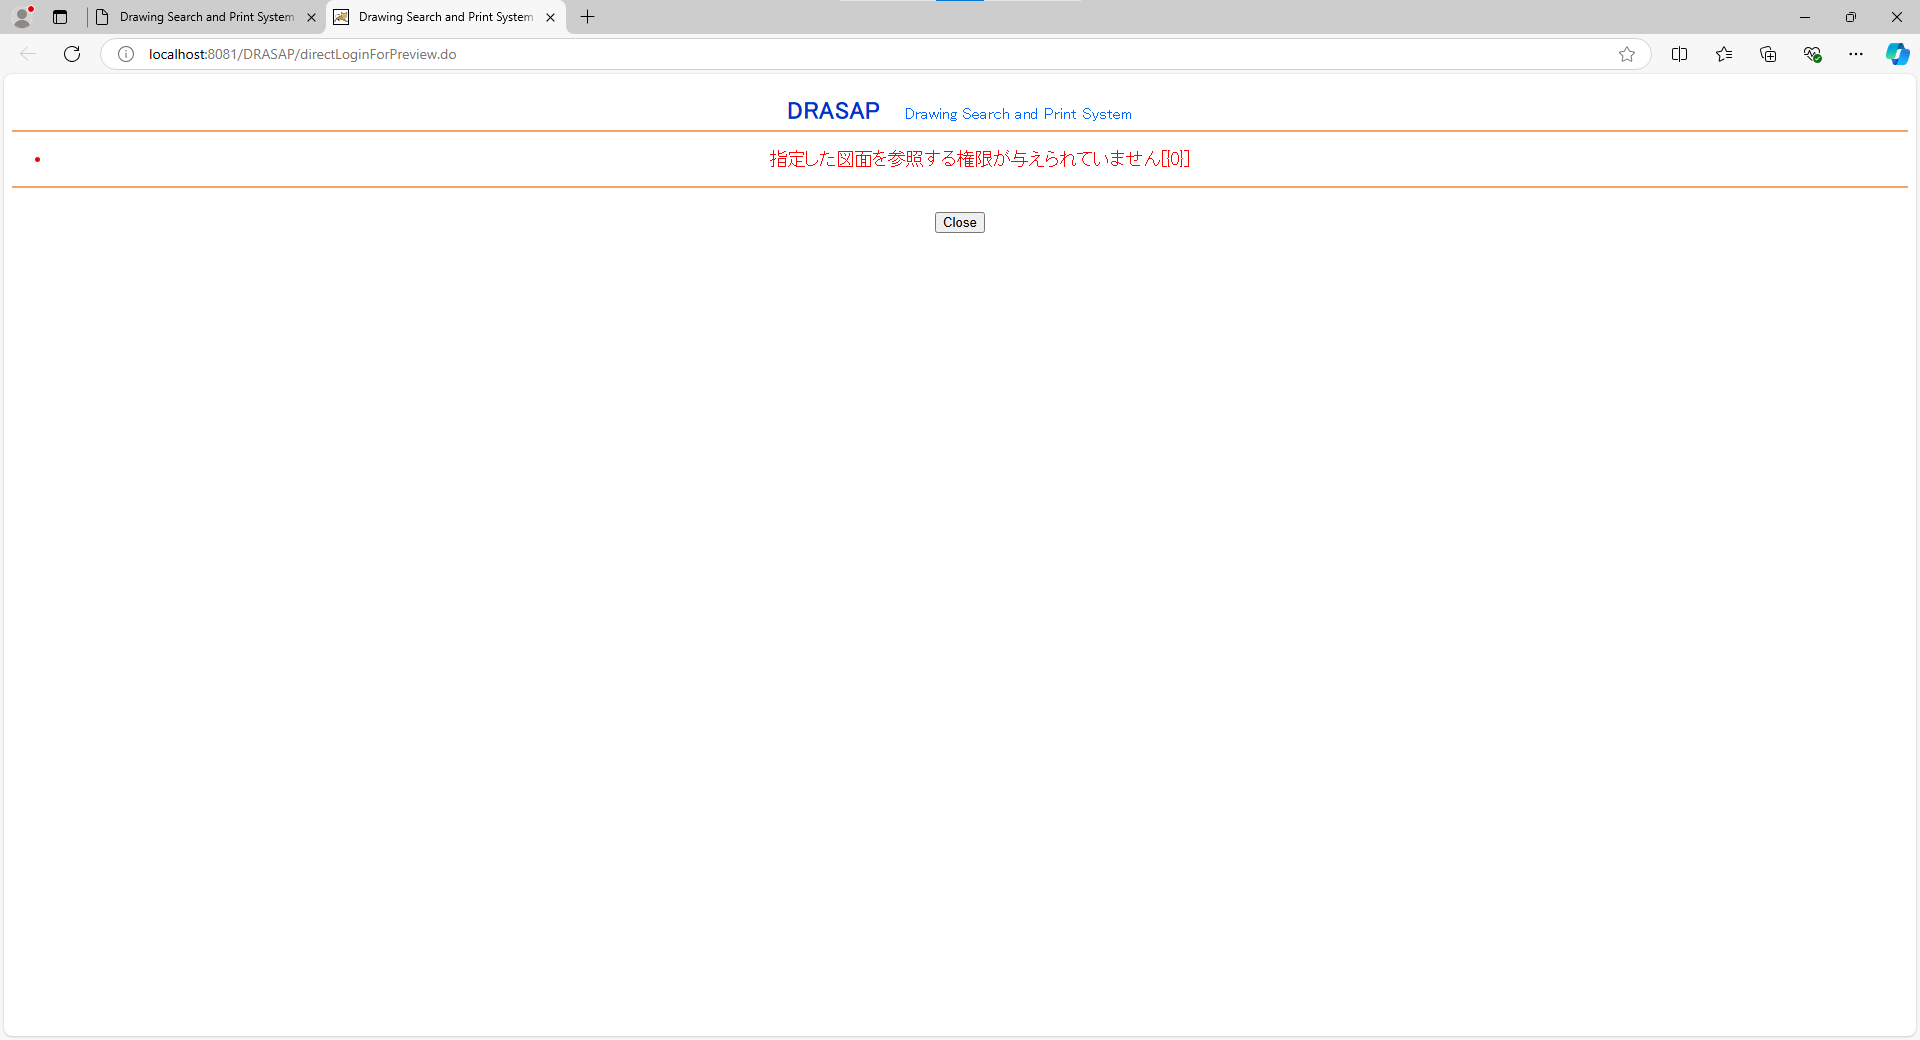 Drawing Search and Print System
Drawing Search and Print System
localhost:8081/DRASAP/directLoginForPreview.do
DRASAP Drawing Search and Print System
指定した図面を参照する権限が与えられていません[{0}]
Close